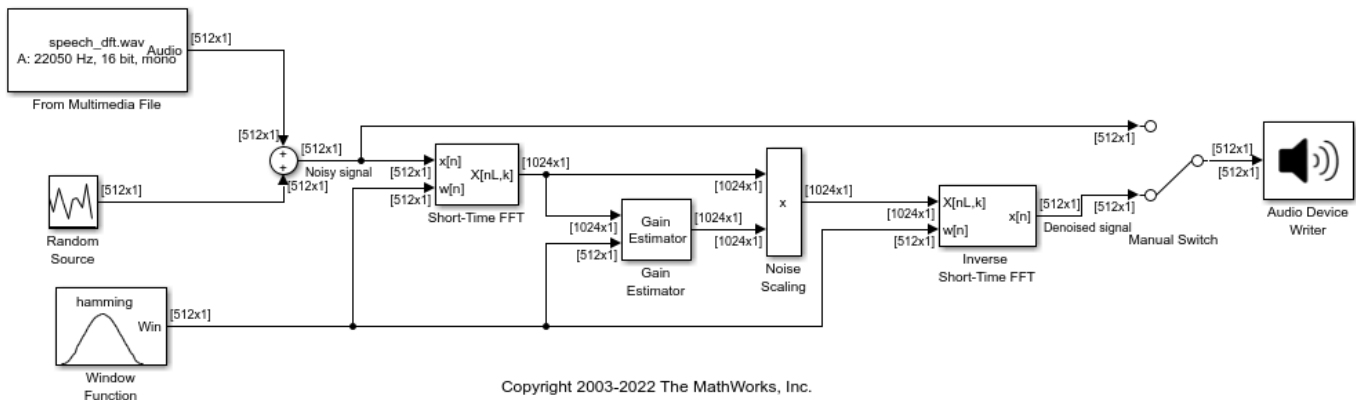 speech_dft.wav
A: 22050 Hz, 16 bit, mono
Audio
[512x1]
From Multimedia File
[512x1]
+
+
[512x1]
Noisy signal
[512x1]
[512x1]
Random
Source
[512x1]
[512x1]
x[n]
w[n]
X[nL,k]
Short-Time FFT
[1024x1]
[1024x1]
[512x1]
Gain
Estimator
Gain
Estimator
[1024x1]
[1024x1]
[1024x1]
x
Noise
Scaling
[1024x1]
[1024x1]
[512x1]
X[nL,k]
w[n]
x[n]
Inverse
Short-Time FFT
[512x1]
Denoised signal
[512x1]
[512x1]
Manual Switch
[512x1]
[512x1]
Audio Device
Writer
hamming
Win
[512x1]
Window
Function
Copyright 2003-2022 The MathWorks, Inc.